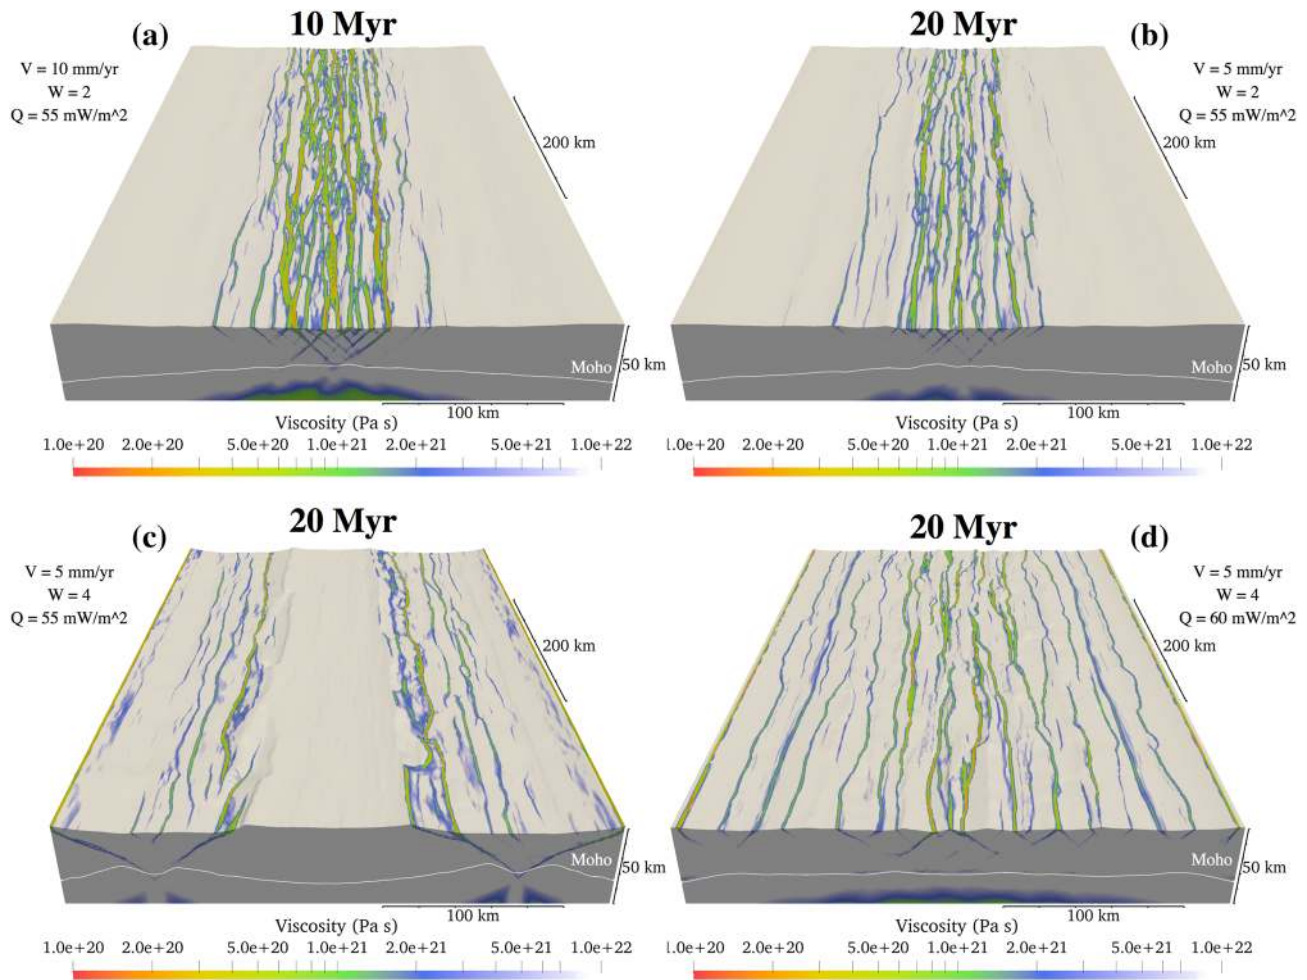 (a)
10 Myr
V = 10 mm/yr
W = 2
Q = 55 mW/m^2
200 km
Moho
50 km
100 km
Viscosity (Pa s)
1.0e+20 2.0e+20 5.0e+20 1.0e+21 2.0e+21 5.0e+21 1.0e+22
20 Myr
(b)
V = 5 mm/yr
W = 2
Q = 55 mW/m^2
200 km
Moho
50 km
100 km
Viscosity (Pa s)
1.0e+20 2.0e+20 5.0e+20 1.0e+21 2.0e+21 5.0e+21 1.0e+22
(c)
20 Myr
V = 5 mm/yr
W = 4
Q = 55 mW/m^2
200 km
Moho
50 km
100 km
Viscosity (Pa s)
1.0e+20 2.0e+20 5.0e+20 1.0e+21 2.0e+21 5.0e+21 1.0e+22
20 Myr
(d)
V = 5 mm/yr
W = 4
Q = 60 mW/m^2
200 km
Moho
50 km
100 km
Viscosity (Pa s)
1.0e+20 2.0e+20 5.0e+20 1.0e+21 2.0e+21 5.0e+21 1.0e+22